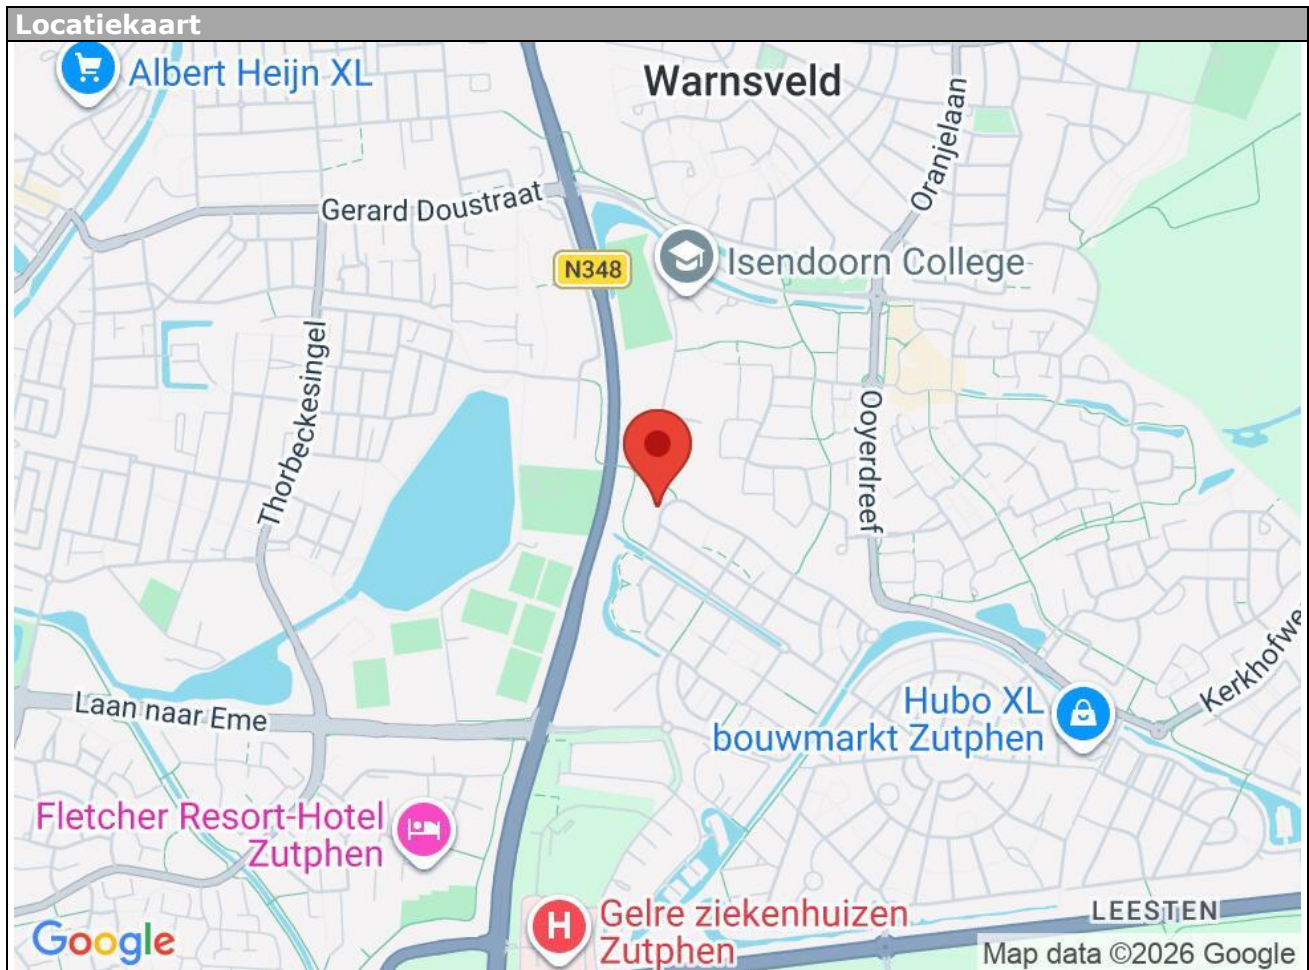 Locatiekaart
Albert Heijn XL
Warnsveld
Oranjelaan
Gerard Doustraat
N348
Isendoorn College
Thorbeckesingel
Ooyerdreef
Kerkhofwe
Laan naar Eme
Hubo XL
bouwmarkt Zutphen
Fletcher Resort-Hotel
Zutphen
Gelre ziekenhuizen
Zutphen
H
LEESTEN
Google
Map data ©2026 Google